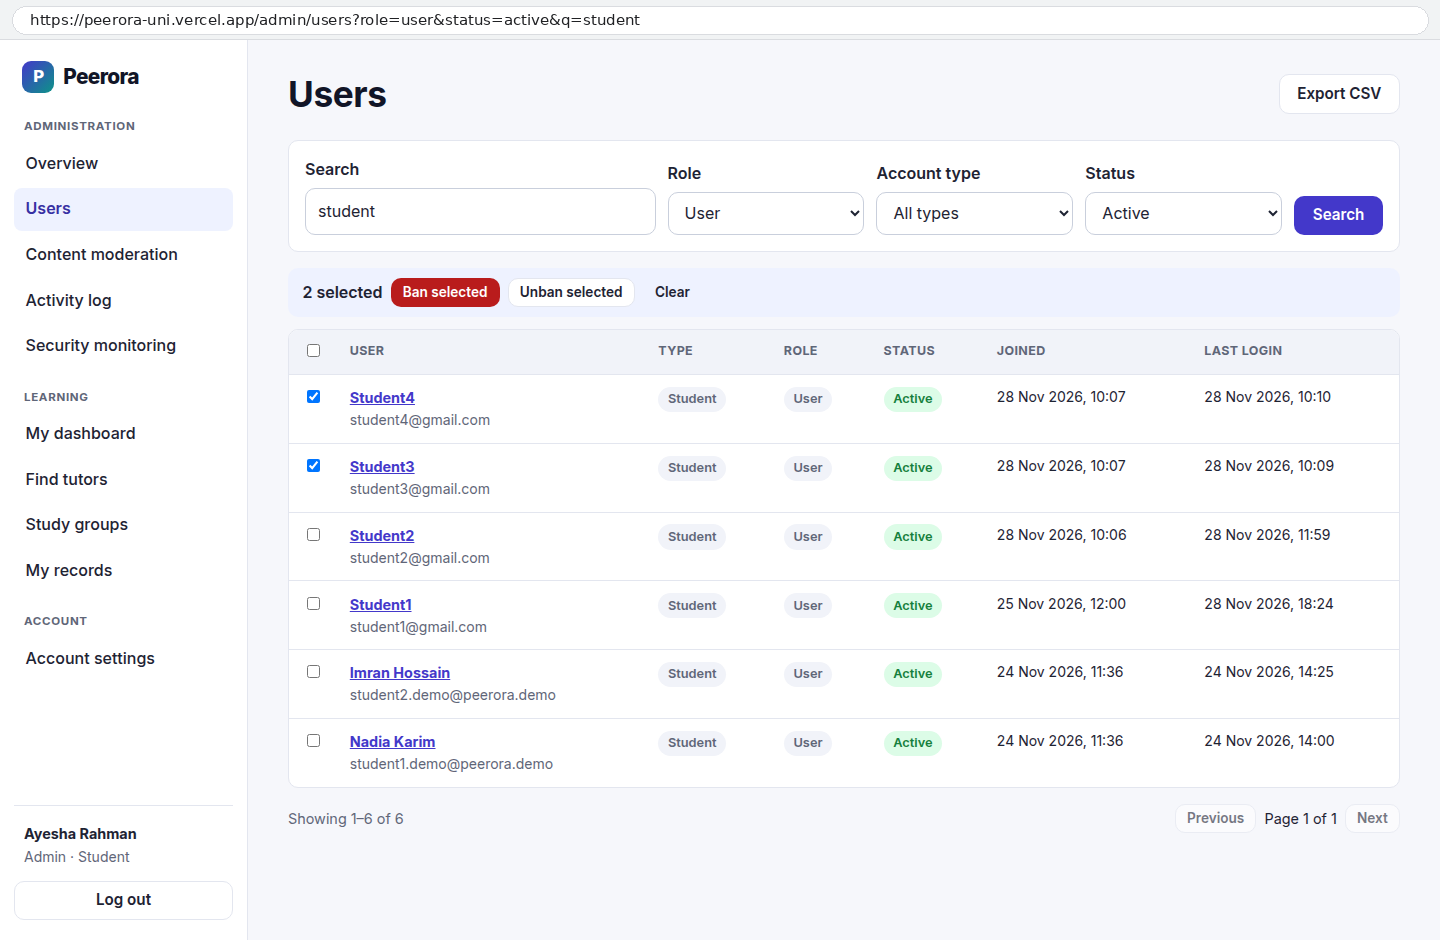 https://peerora-uni.vercel.app/admin/users?role=user&status=active&q=student
P Peerora
ADMINISTRATION
Overview
Users
Content moderation
Activity log
Security monitoring
LEARNING
My dashboard
Find tutors
Study groups
My records
ACCOUNT
Account settings
Ayesha Rahman
Admin · Student
Log out
Users
Export CSV
Search Role Account type Status
student User All types Active Search
2 selected Ban selected Unban selected Clear
USER TYPE ROLE STATUS JOINED LAST LOGIN
Student4 Student User Active 28 Nov 2026, 10:07 28 Nov 2026, 10:10
student4@gmail.com
Student3 Student User Active 28 Nov 2026, 10:07 28 Nov 2026, 10:09
student3@gmail.com
Student2 Student User Active 28 Nov 2026, 10:06 28 Nov 2026, 11:59
student2@gmail.com
Student1 Student User Active 25 Nov 2026, 12:00 28 Nov 2026, 18:24
student1@gmail.com
Imran Hossain Student User Active 24 Nov 2026, 11:36 24 Nov 2026, 14:25
student2.demo@peerora.demo
Nadia Karim Student User Active 24 Nov 2026, 11:36 24 Nov 2026, 14:00
student1.demo@peerora.demo
Showing 1–6 of 6 Previous Page 1 of 1 Next